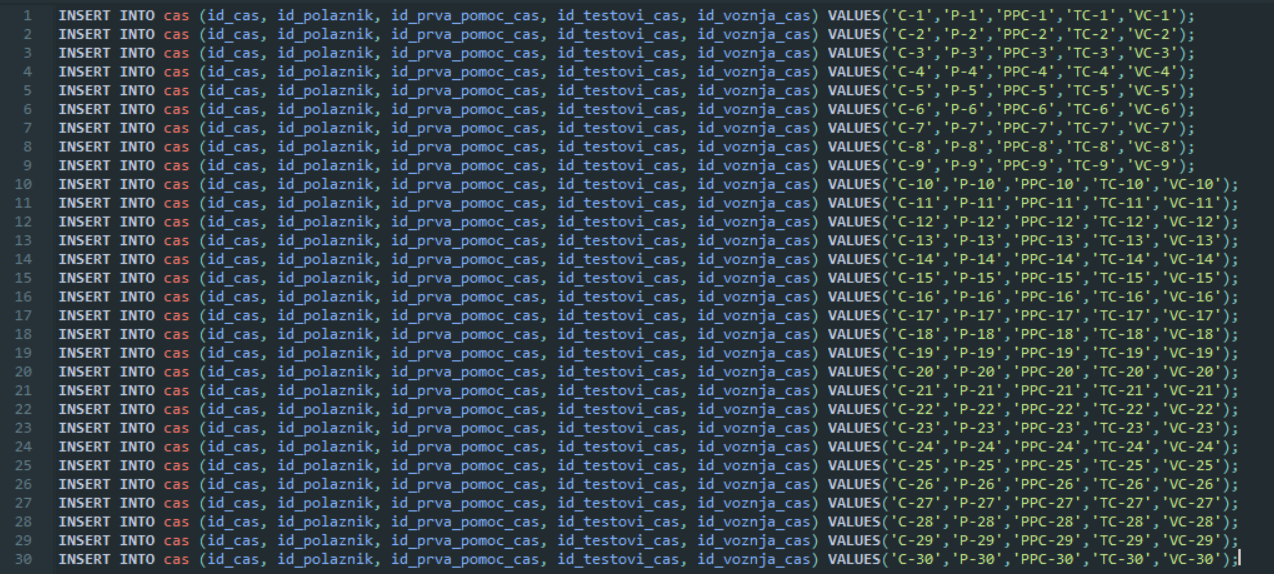 1 INSERT INTO cas (id_cas, id_polaznik, id_prva_pomoc_cas, id_testovi_cas, id_voznja_cas) VALUES('C-1','P-1','PPC-1','TC-1','VC-1');
2 INSERT INTO cas (id_cas, id_polaznik, id_prva_pomoc_cas, id_testovi_cas, id_voznja_cas) VALUES('C-2','P-2','PPC-2','TC-2','VC-2');
3 INSERT INTO cas (id_cas, id_polaznik, id_prva_pomoc_cas, id_testovi_cas, id_voznja_cas) VALUES('C-3','P-3','PPC-3','TC-3','VC-3');
4 INSERT INTO cas (id_cas, id_polaznik, id_prva_pomoc_cas, id_testovi_cas, id_voznja_cas) VALUES('C-4','P-4','PPC-4','TC-4','VC-4');
5 INSERT INTO cas (id_cas, id_polaznik, id_prva_pomoc_cas, id_testovi_cas, id_voznja_cas) VALUES('C-5','P-5','PPC-5','TC-5','VC-5');
6 INSERT INTO cas (id_cas, id_polaznik, id_prva_pomoc_cas, id_testovi_cas, id_voznja_cas) VALUES('C-6','P-6','PPC-6','TC-6','VC-6');
7 INSERT INTO cas (id_cas, id_polaznik, id_prva_pomoc_cas, id_testovi_cas, id_voznja_cas) VALUES('C-7','P-7','PPC-7','TC-7','VC-7');
8 INSERT INTO cas (id_cas, id_polaznik, id_prva_pomoc_cas, id_testovi_cas, id_voznja_cas) VALUES('C-8','P-8','PPC-8','TC-8','VC-8');
9 INSERT INTO cas (id_cas, id_polaznik, id_prva_pomoc_cas, id_testovi_cas, id_voznja_cas) VALUES('C-9','P-9','PPC-9','TC-9','VC-9');
10 INSERT INTO cas (id_cas, id_polaznik, id_prva_pomoc_cas, id_testovi_cas, id_voznja_cas) VALUES('C-10','P-10','PPC-10','TC-10','VC-10');
11 INSERT INTO cas (id_cas, id_polaznik, id_prva_pomoc_cas, id_testovi_cas, id_voznja_cas) VALUES('C-11','P-11','PPC-11','TC-11','VC-11');
12 INSERT INTO cas (id_cas, id_polaznik, id_prva_pomoc_cas, id_testovi_cas, id_voznja_cas) VALUES('C-12','P-12','PPC-12','TC-12','VC-12');
13 INSERT INTO cas (id_cas, id_polaznik, id_prva_pomoc_cas, id_testovi_cas, id_voznja_cas) VALUES('C-13','P-13','PPC-13','TC-13','VC-13');
14 INSERT INTO cas (id_cas, id_polaznik, id_prva_pomoc_cas, id_testovi_cas, id_voznja_cas) VALUES('C-14','P-14','PPC-14','TC-14','VC-14');
15 INSERT INTO cas (id_cas, id_polaznik, id_prva_pomoc_cas, id_testovi_cas, id_voznja_cas) VALUES('C-15','P-15','PPC-15','TC-15','VC-15');
16 INSERT INTO cas (id_cas, id_polaznik, id_prva_pomoc_cas, id_testovi_cas, id_voznja_cas) VALUES('C-16','P-16','PPC-16','TC-16','VC-16');
17 INSERT INTO cas (id_cas, id_polaznik, id_prva_pomoc_cas, id_testovi_cas, id_voznja_cas) VALUES('C-17','P-17','PPC-17','TC-17','VC-17');
18 INSERT INTO cas (id_cas, id_polaznik, id_prva_pomoc_cas, id_testovi_cas, id_voznja_cas) VALUES('C-18','P-18','PPC-18','TC-18','VC-18');
19 INSERT INTO cas (id_cas, id_polaznik, id_prva_pomoc_cas, id_testovi_cas, id_voznja_cas) VALUES('C-19','P-19','PPC-19','TC-19','VC-19');
20 INSERT INTO cas (id_cas, id_polaznik, id_prva_pomoc_cas, id_testovi_cas, id_voznja_cas) VALUES('C-20','P-20','PPC-20','TC-20','VC-20');
21 INSERT INTO cas (id_cas, id_polaznik, id_prva_pomoc_cas, id_testovi_cas, id_voznja_cas) VALUES('C-21','P-21','PPC-21','TC-21','VC-21');
22 INSERT INTO cas (id_cas, id_polaznik, id_prva_pomoc_cas, id_testovi_cas, id_voznja_cas) VALUES('C-22','P-22','PPC-22','TC-22','VC-22');
23 INSERT INTO cas (id_cas, id_polaznik, id_prva_pomoc_cas, id_testovi_cas, id_voznja_cas) VALUES('C-23','P-23','PPC-23','TC-23','VC-23');
24 INSERT INTO cas (id_cas, id_polaznik, id_prva_pomoc_cas, id_testovi_cas, id_voznja_cas) VALUES('C-24','P-24','PPC-24','TC-24','VC-24');
25 INSERT INTO cas (id_cas, id_polaznik, id_prva_pomoc_cas, id_testovi_cas, id_voznja_cas) VALUES('C-25','P-25','PPC-25','TC-25','VC-25');
26 INSERT INTO cas (id_cas, id_polaznik, id_prva_pomoc_cas, id_testovi_cas, id_voznja_cas) VALUES('C-26','P-26','PPC-26','TC-26','VC-26');
27 INSERT INTO cas (id_cas, id_polaznik, id_prva_pomoc_cas, id_testovi_cas, id_voznja_cas) VALUES('C-27','P-27','PPC-27','TC-27','VC-27');
28 INSERT INTO cas (id_cas, id_polaznik, id_prva_pomoc_cas, id_testovi_cas, id_voznja_cas) VALUES('C-28','P-28','PPC-28','TC-28','VC-28');
29 INSERT INTO cas (id_cas, id_polaznik, id_prva_pomoc_cas, id_testovi_cas, id_voznja_cas) VALUES('C-29','P-29','PPC-29','TC-29','VC-29');
30 INSERT INTO cas (id_cas, id_polaznik, id_prva_pomoc_cas, id_testovi_cas, id_voznja_cas) VALUES('C-30','P-30','PPC-30','TC-30','VC-30');